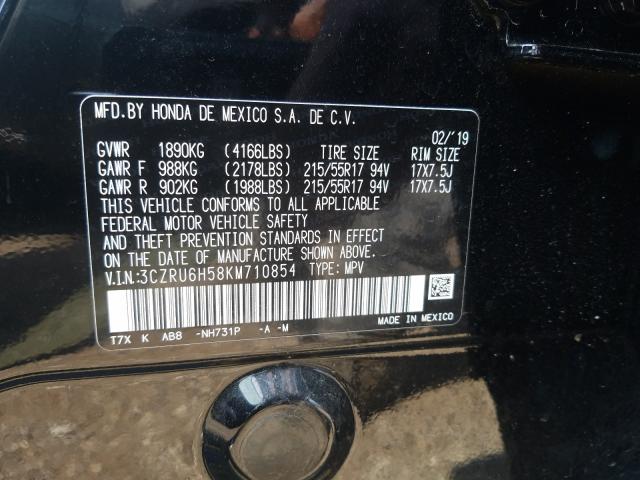 MFD.BY HONDA DE MEXICO S.A. DE C.V.
02/'19
GVWR 1890KG (4166LBS) TIRE SIZE RIM SIZE
GAWR F 988KG (2178LBS) 215/55R17 94V 17X7.5J
GAWR R 902KG (1988LBS) 215/55R17 94V 17X7.5J
THIS VEHICLE CONFORMS TO ALL APPLICABLE
FEDERAL MOTOR VEHICLE SAFETY
AND THEFT PREVENTION STANDARDS IN EFFECT
ON THE DATE OF MANUFACTURE SHOWN ABOVE.
V.I.N:3CZRU6H58KM710854 TYPE: MPV
T7X K AB8 -NH731P -A -M
MADE IN MEXICO